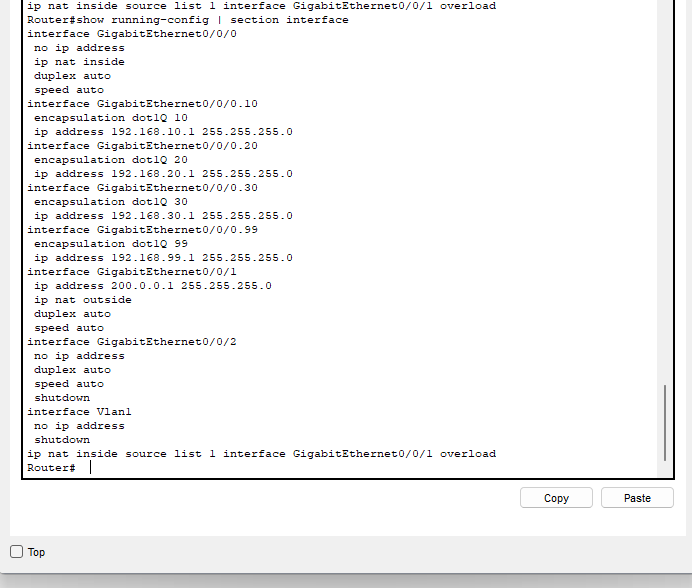 ip nat inside source list 1 interface GigabitEthernet0/0/1 overload
Router#show running-config | section interface
interface GigabitEthernet0/0/0
 no ip address
 ip nat inside
 duplex auto
 speed auto
interface GigabitEthernet0/0/0.10
 encapsulation dot1Q 10
 ip address 192.168.10.1 255.255.255.0
interface GigabitEthernet0/0/0.20
 encapsulation dot1Q 20
 ip address 192.168.20.1 255.255.255.0
interface GigabitEthernet0/0/0.30
 encapsulation dot1Q 30
 ip address 192.168.30.1 255.255.255.0
interface GigabitEthernet0/0/0.99
 encapsulation dot1Q 99
 ip address 192.168.99.1 255.255.255.0
interface GigabitEthernet0/0/1
 ip address 200.0.0.1 255.255.255.0
 ip nat outside
 duplex auto
 speed auto
interface GigabitEthernet0/0/2
 no ip address
 duplex auto
 speed auto
 shutdown
interface Vlan1
 no ip address
 shutdown
ip nat inside source list 1 interface GigabitEthernet0/0/1 overload
Router#
Copy Paste
Top